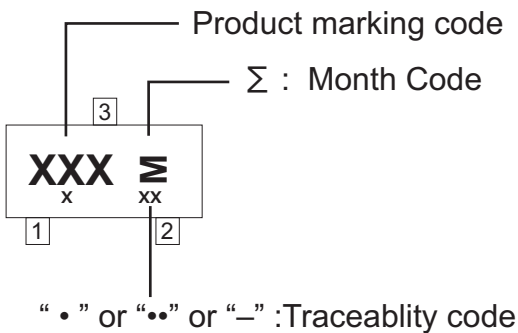 Product marking code
∑ : Month Code
3
XXX Σ
x xx
1 2
“ • ” or “••” or “–” :Traceablity code